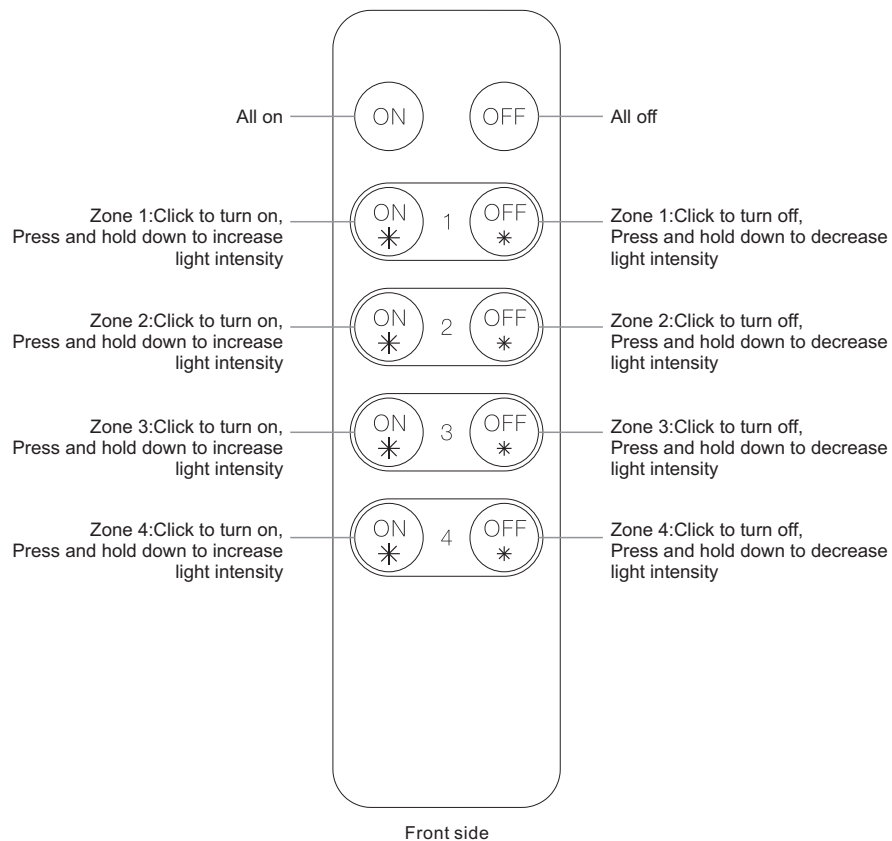 All on
ON
OFF
All off
Zone 1:Click to turn on,
Press and hold down to increase
light intensity
ON
1
OFF
Zone 1:Click to turn off,
Press and hold down to decrease
light intensity
Zone 2:Click to turn on,
Press and hold down to increase
light intensity
ON
2
OFF
Zone 2:Click to turn off,
Press and hold down to decrease
light intensity
Zone 3:Click to turn on,
Press and hold down to increase
light intensity
ON
3
OFF
Zone 3:Click to turn off,
Press and hold down to decrease
light intensity
Zone 4:Click to turn on,
Press and hold down to increase
light intensity
ON
4
OFF
Zone 4:Click to turn off,
Press and hold down to decrease
light intensity
Front side